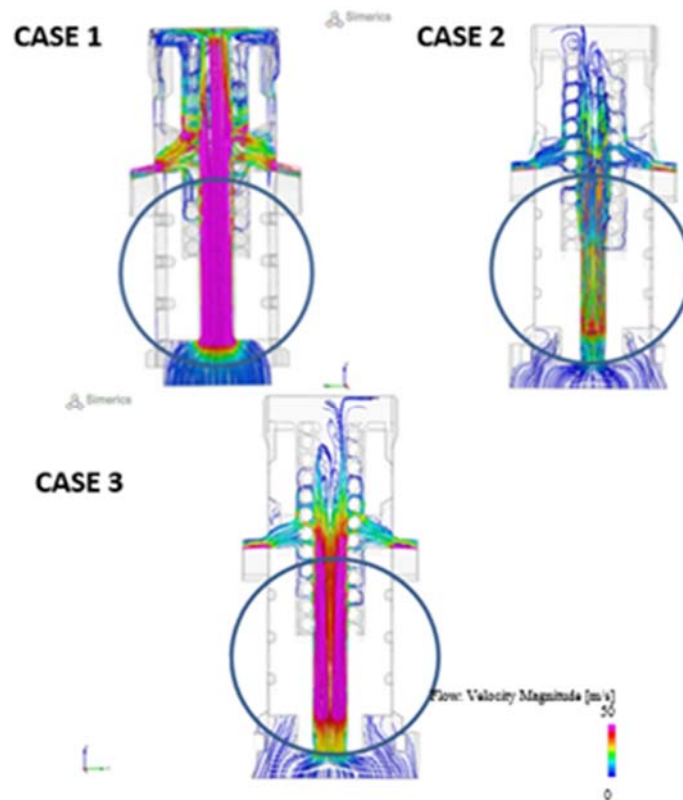 Simerics
CASE 1
CASE 2
Simerics
CASE 3
Flow: Velocity Magnitude [m/s]
50
0